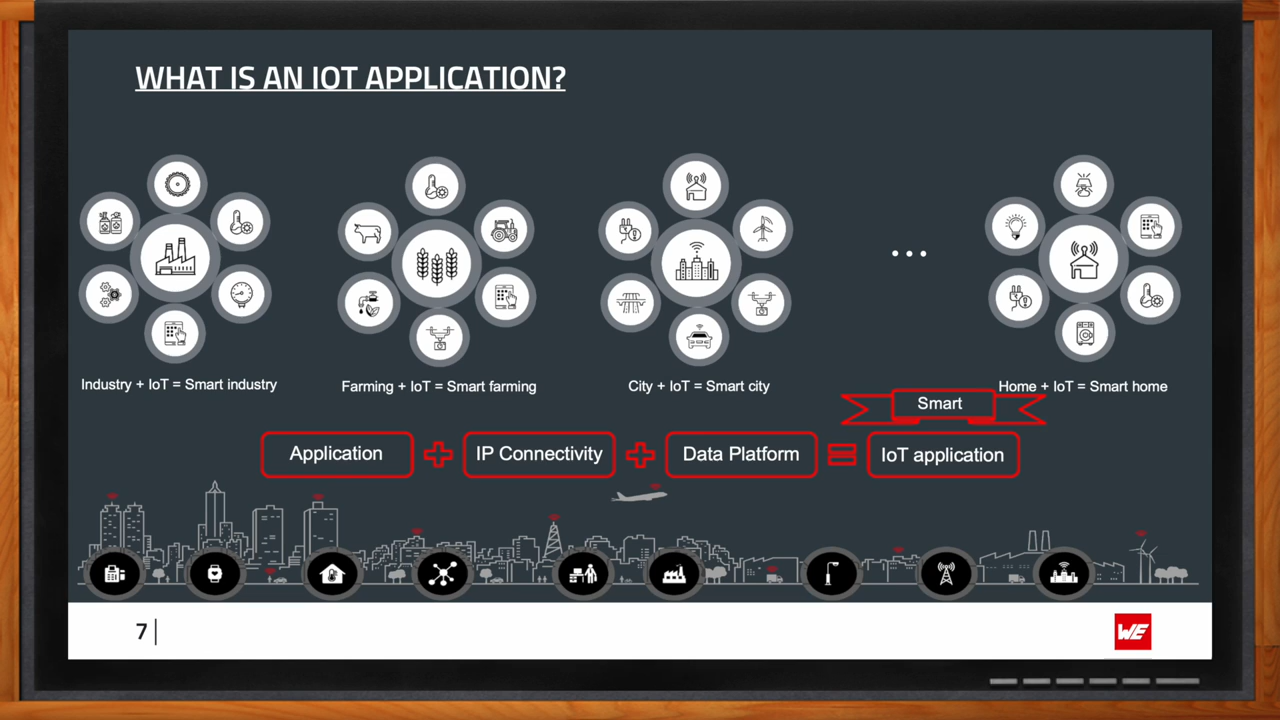 WHAT IS AN IOT APPLICATION?
...
Industry + IoT = Smart industry
Farming + IoT = Smart farming
City + IoT = Smart city
Home + IoT = Smart home
Smart
Application + IP Connectivity + Data Platform = IoT application
7 |
WE